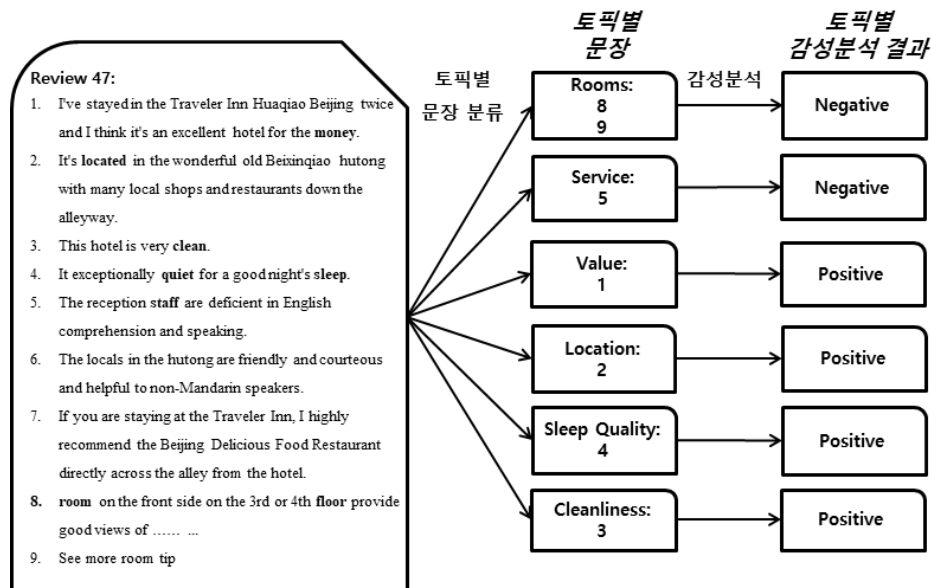 토픽별
문장
토픽별
감성분석 결과
Review 47:
1. I've stayed in the Traveler Inn Huaqiao Beijing twice
and I think it's an excellent hotel for the money.
2. It's located in the wonderful old Beixinqiao hutong
with many local shops and restaurants down the
alleyway.
3. This hotel is very clean.
4. It exceptionally quiet for a good night's sleep.
5. The reception staff are deficient in English
comprehension and speaking.
6. The locals in the hutong are friendly and courteous
and helpful to non-Mandarin speakers.
7. If you are staying at the Traveler Inn, I highly
recommend the Beijing Delicious Food Restaurant
directly across the alley from the hotel.
8. room on the front side on the 3rd or 4th floor provide
good views of …… ...
9. See more room tip
토픽별
문장 분류
Rooms:
8
9
감성분석
Negative
Service:
5
Negative
Value:
1
Positive
Location:
2
Positive
Sleep Quality:
4
Positive
Cleanliness:
3
Positive